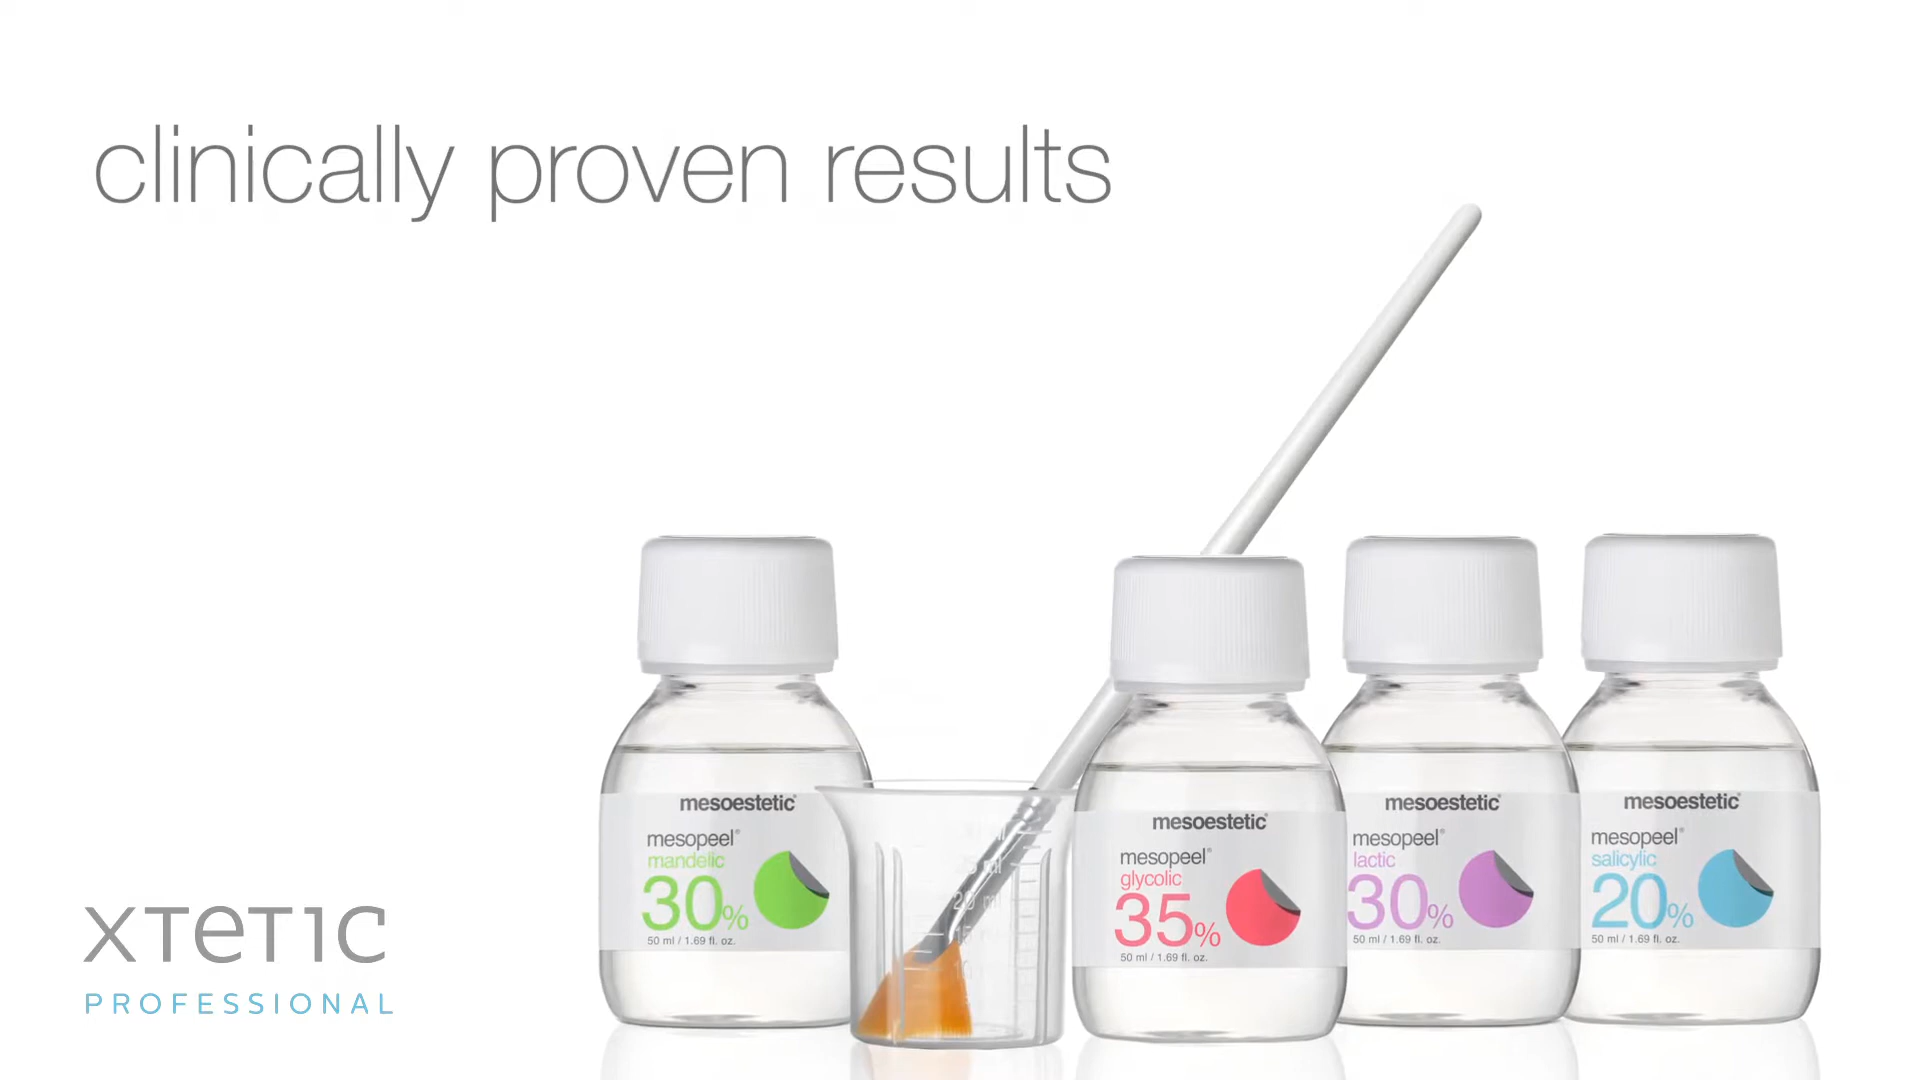 clinically proven results
mesoestetic®
mesopeel®
mandelic
30%
50 ml / 1.69 fl. oz.
20 ml
mesoestetic®
mesopeel®
glycolic
35%
50 ml / 1.69 fl. oz.
mesoestetic®
mesopeel®
lactic
30%
50 ml / 1.69 fl. oz.
mesoestetic®
mesopeel®
salicylic
20%
50 ml / 1.69 fl. oz.
xTeTIC
PROFESSIONAL